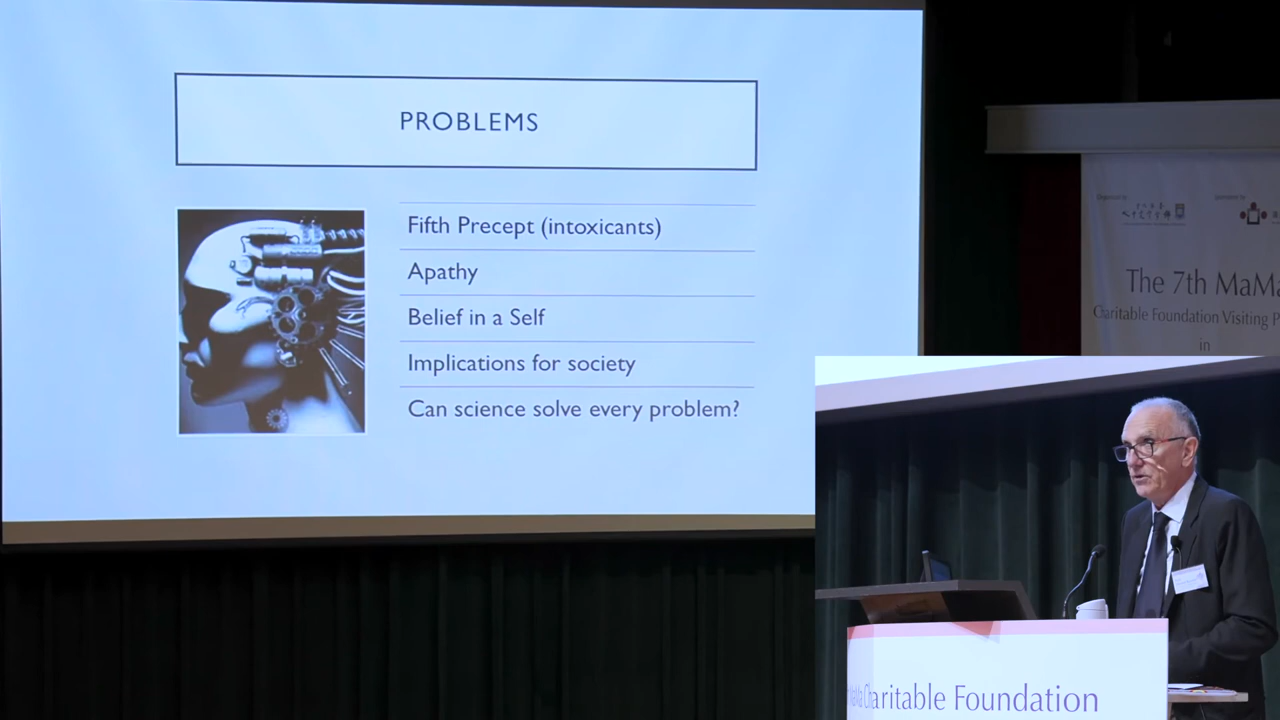 PROBLEMS
Fifth Precept (intoxicants)
Apathy
Belief in a Self
Implications for society
Can science solve every problem?
The 7th MaMa
Charitable Foundation Visiting P
in
Charitable Foundation